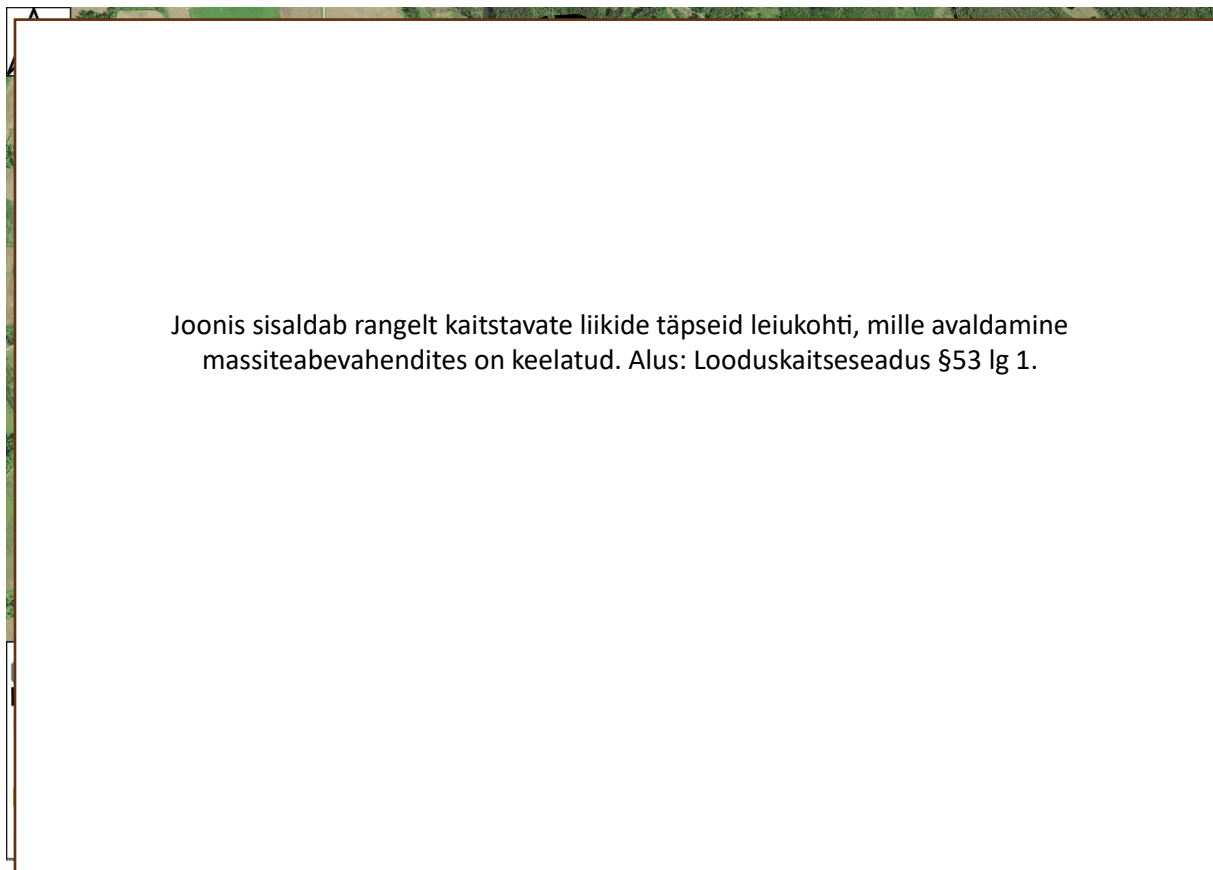 Joonis sisaldab rangelt kaitstavate liikide täpseid leiukohti, mille avaldamine
massiteabevahendites on keelatud. Alus: Looduskaitseseadus §53 lg 1.